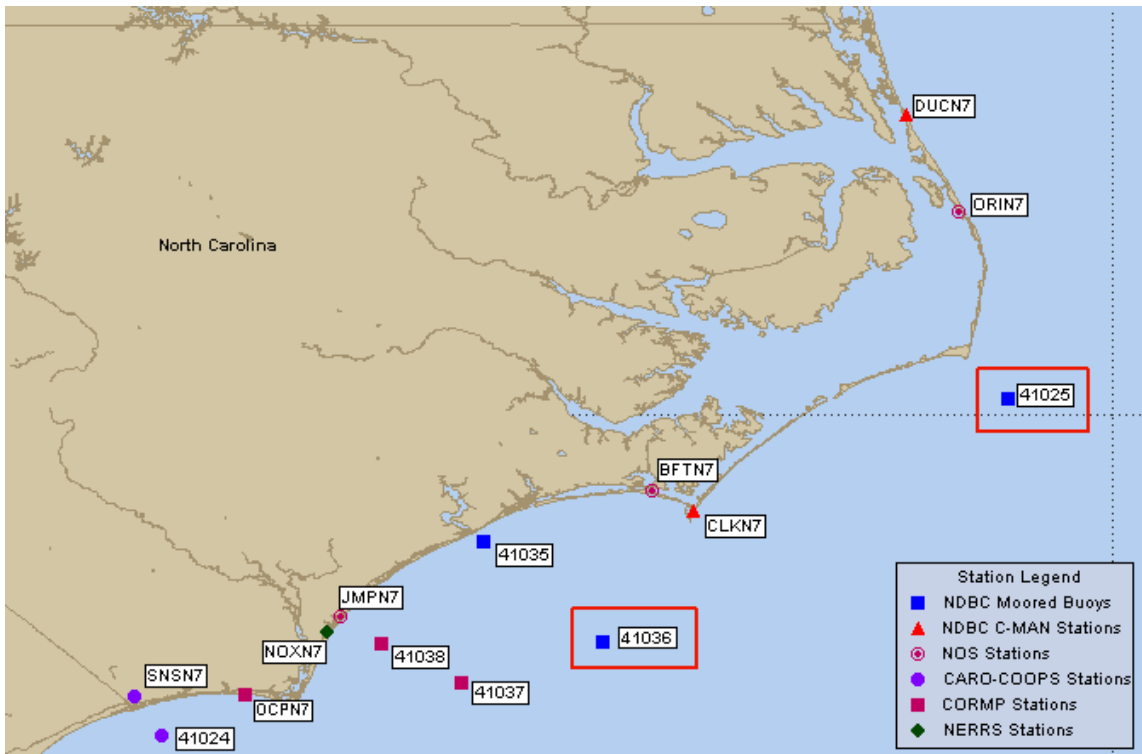 DUCN7
ORIN7
North Carolina
41025
BFTN7
CLKN7
41035
JMPN7
NOXN7
41036
41038
SNSN7
41037
OCPN7
41024
Station Legend
NDBC Moored Buoys
NDBC C-MAN Stations
NOS Stations
CARO-COOPS Stations
CORMP Stations
NERRS Stations